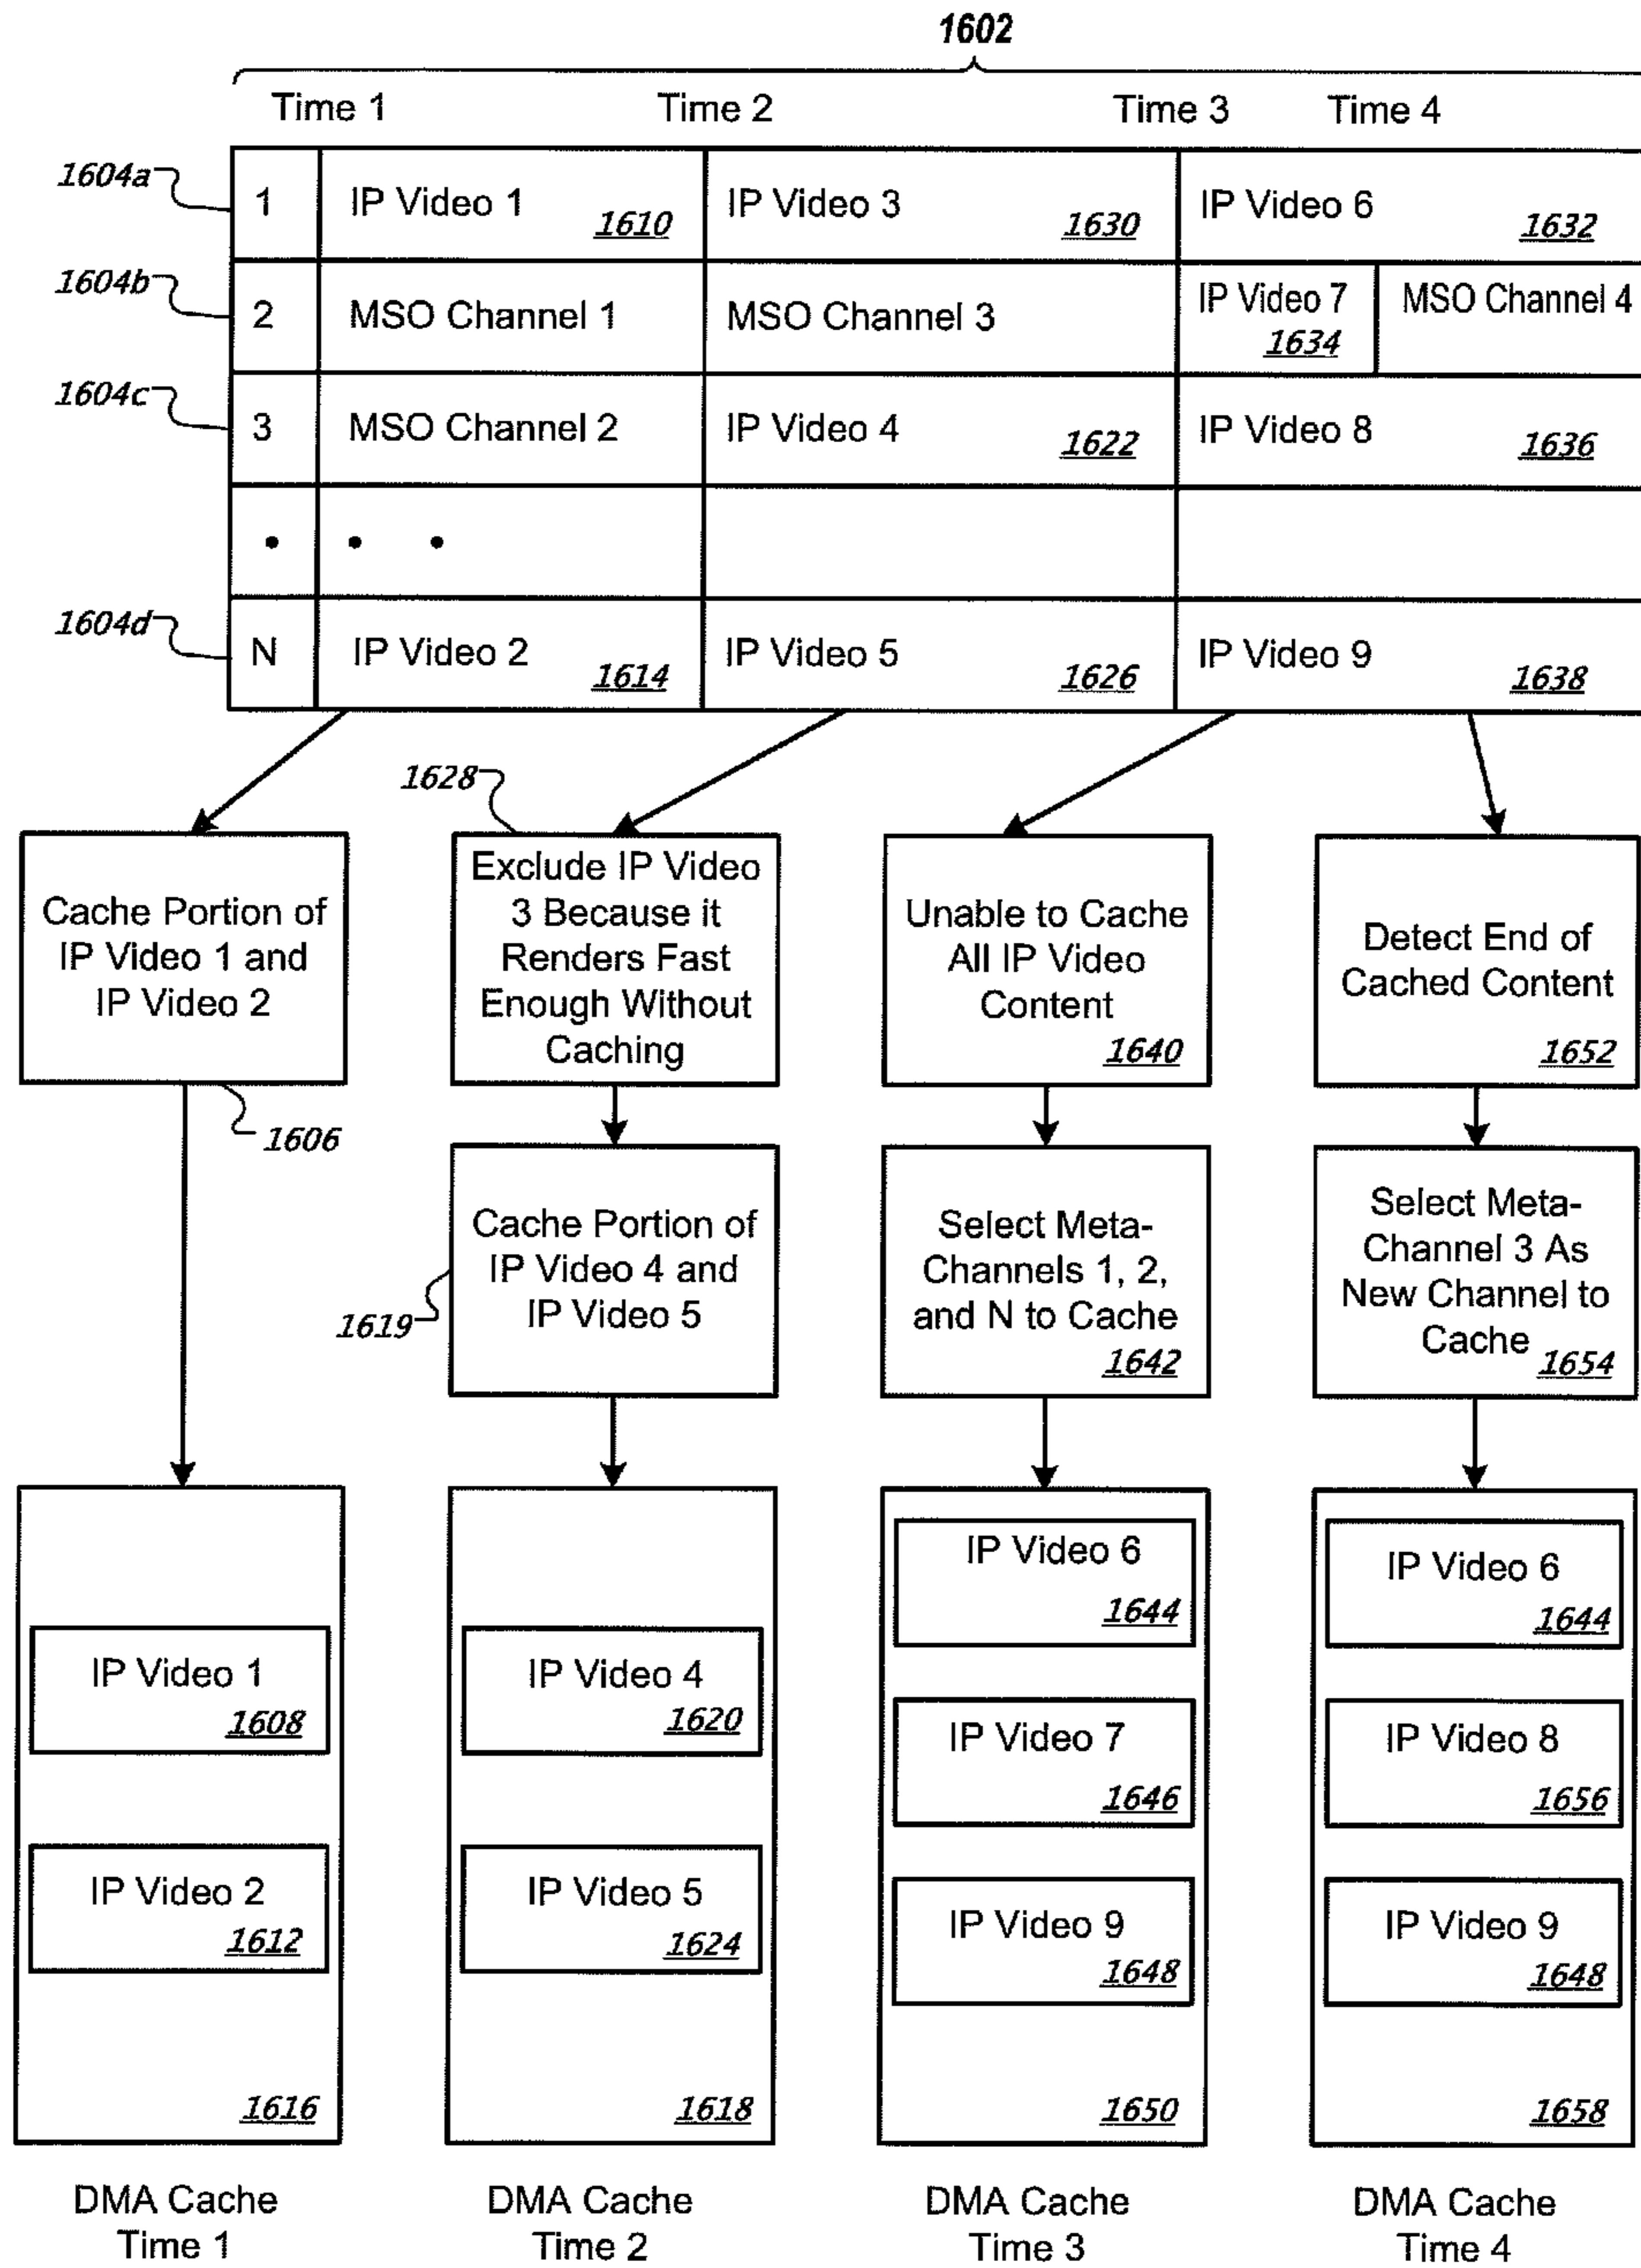 1602
Time 1 Time 2 Time 3 Time 4
1604a 1 IP Video 1 1610 IP Video 3 1630 IP Video 6 1632
1604b 2 MSO Channel 1 MSO Channel 3 IP Video 7 1634 MSO Channel 4
1604c 3 MSO Channel 2 IP Video 4 1622 IP Video 8 1636
• • •
1604d N IP Video 2 1614 IP Video 5 1626 IP Video 9 1638
Cache Portion of
IP Video 1 and
IP Video 2
1606
1628
Exclude IP Video
3 Because it
Renders Fast
Enough Without
Caching
Unable to Cache
All IP Video
Content
1640
Detect End of
Cached Content
1652
Cache Portion of
IP Video 4 and
IP Video 5
1619
Select Meta-
Channels 1, 2,
and N to Cache
1642
Select Meta-
Channel 3 As
New Channel to
Cache
1654
IP Video 1
1608
IP Video 2
1612
1616
DMA Cache
Time 1
IP Video 4
1620
IP Video 5
1624
1618
DMA Cache
Time 2
IP Video 6
1644
IP Video 7
1646
IP Video 9
1648
1650
DMA Cache
Time 3
IP Video 6
1644
IP Video 8
1656
IP Video 9
1648
1658
DMA Cache
Time 4